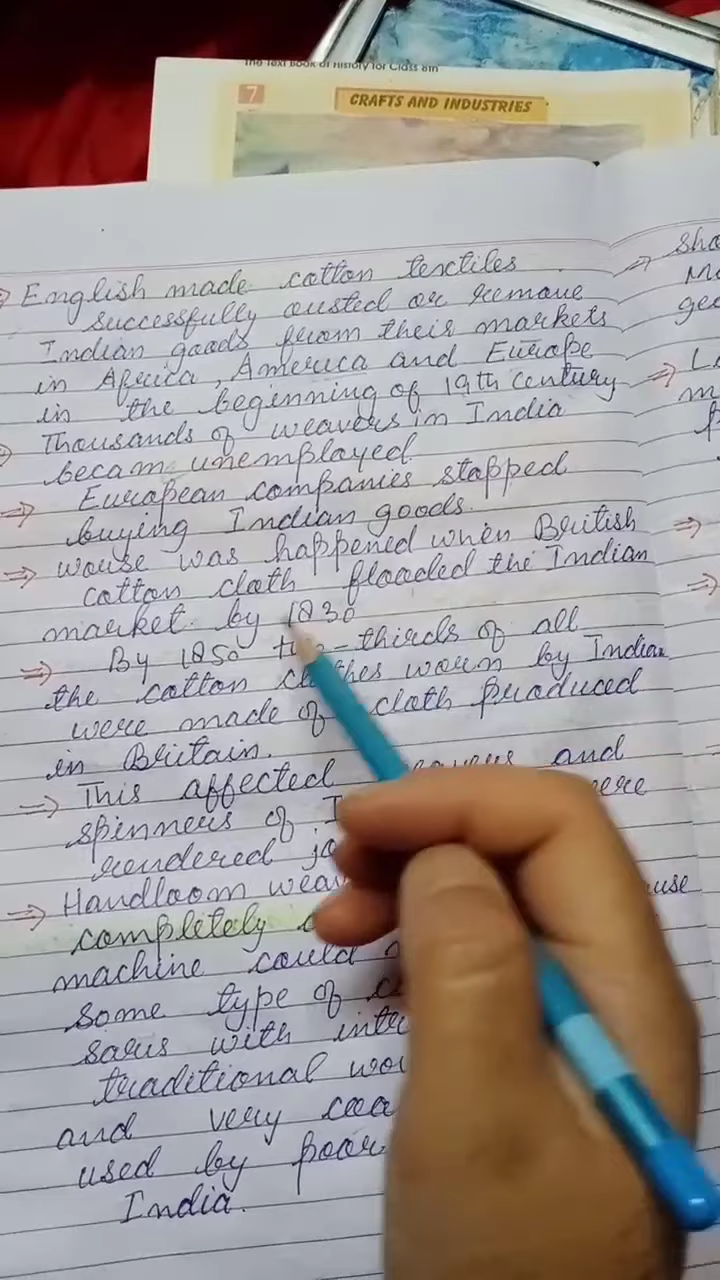 The Text Book of History for Class 8th
7
CRAFTS AND INDUSTRIES
⇒ English made cotton textiles
successfully ousted or remove
Indian goods from their markets
in Africa, America and Europe
in the beginning of 19th century
Thousands of weavers in India
becam unemployed.
⇒ European companies stopped
buying Indian goods.
⇒ wouse was happened when British
cotton cloth flooded the Indian
market by 1830
⇒ By 1850 two-thirds of all
the cotton clothes worn by Indian
were made of cloth produced
in Britain.
⇒ This affected weavers and
spinners of
rendered
⇒ Handloom
completely
machine could
some type of
saris with
traditional
and very
used by poor
India.
⇒
⇒
⇒
⇒